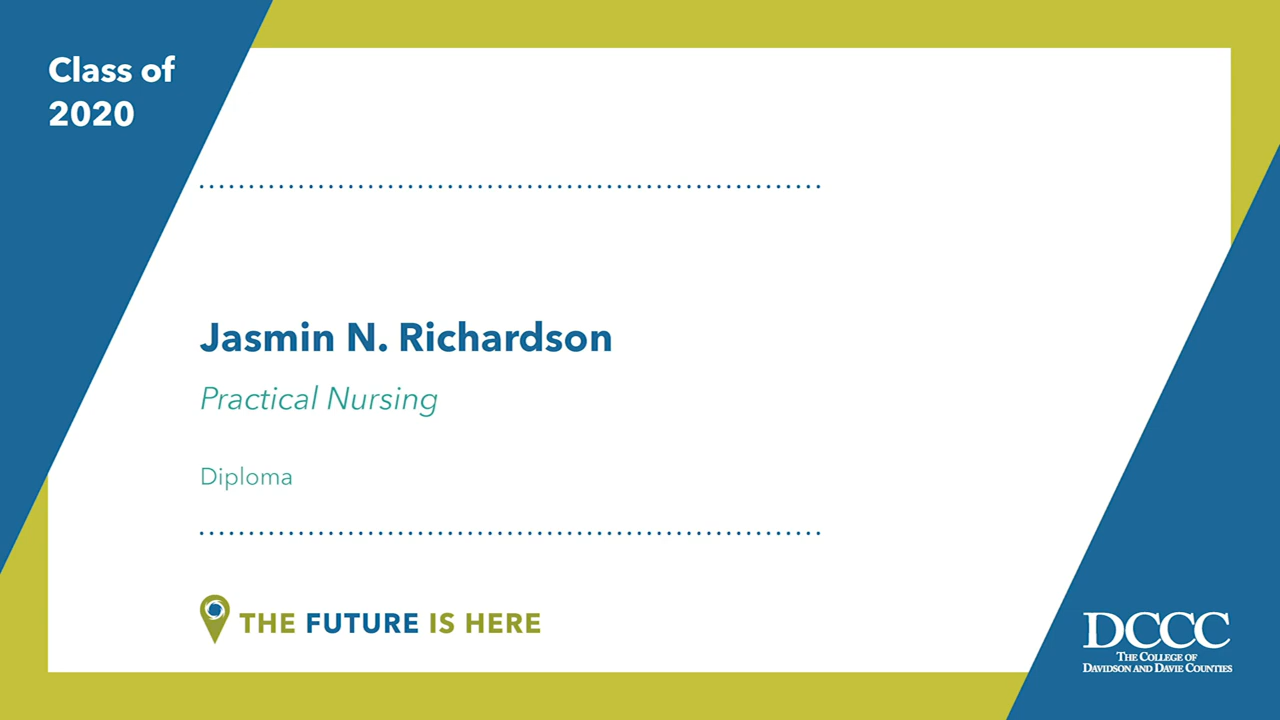 Class of
2020
Jasmin N. Richardson
Practical Nursing
Diploma
THE FUTURE IS HERE
DCCC
THE COLLEGE OF
DAVIDSON AND DAVIE COUNTIES